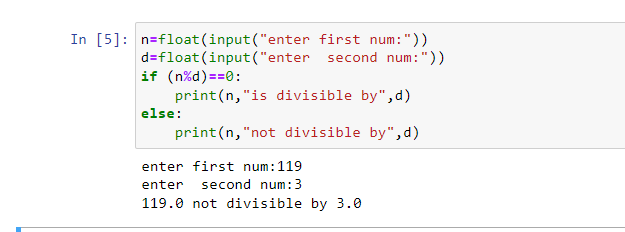 In [5]: n=float(input("enter first num:"))
d=float(input("enter  second num:"))
if (n%d)==0:
    print(n,"is divisible by",d)
else:
    print(n,"not divisible by",d)
enter first num:119
enter  second num:3
119.0 not divisible by 3.0